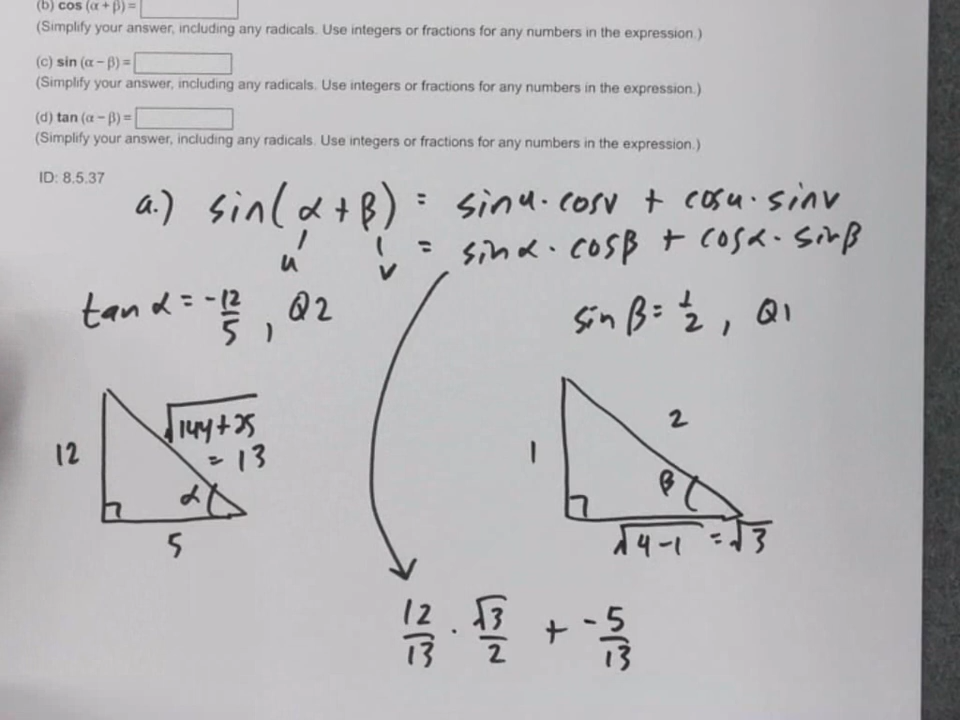 (b) cos (α + β) =
(Simplify your answer, including any radicals. Use integers or fractions for any numbers in the expression.)
(c) sin (α − β) =
(Simplify your answer, including any radicals. Use integers or fractions for any numbers in the expression.)
(d) tan (α − β) =
(Simplify your answer, including any radicals. Use integers or fractions for any numbers in the expression.)
ID: 8.5.37
a.) sin(α + β) = sinu · cosv + cosu · sinv
u v = sinα · cosβ + cosα · sinβ
tan α = -12/5, Q2
sin β = 1/2, Q1
12
√144+25
= 13
α
5
1
2
β
√4-1 = √3
12/13 · √3/2 + -5/13